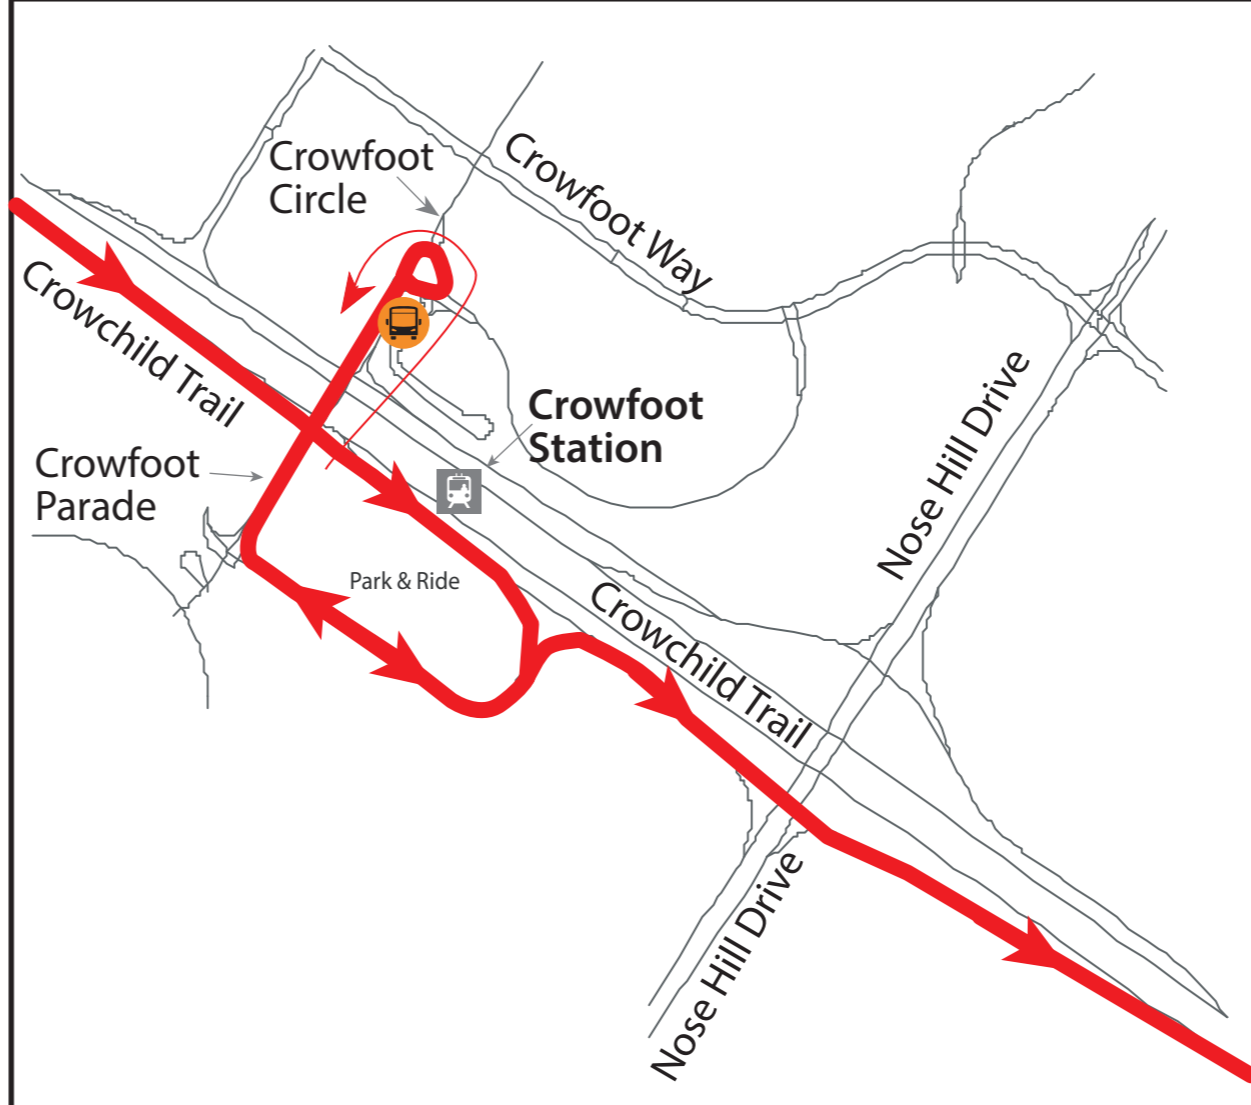 Crowfoot
Circle
Crowfoot Way
Crowchild Trail
Crowfoot
Station
Nose Hill Drive
Crowfoot
Parade
Park & Ride
Crowchild Trail
Nose Hill Drive